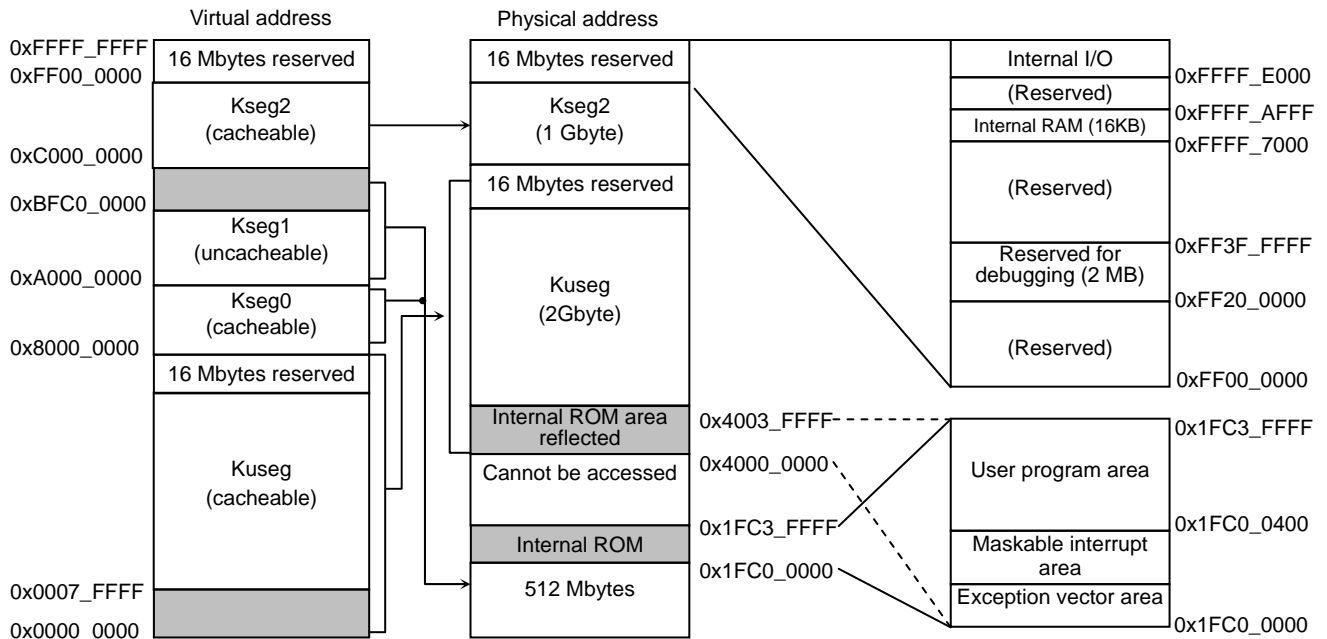 Virtual address
Physical address
0xFFFF_FFFF
0xFF00_0000
0xC000_0000
0xBFC0_0000
0xA000_0000
0x8000_0000
0x0007_FFFF
0x0000_0000
16 Mbytes reserved
Kseg2
(cacheable)
Kseg1
(uncacheable)
Kseg0
(cacheable)
16 Mbytes reserved
Kuseg
(cacheable)
16 Mbytes reserved
Kseg2
(1 Gbyte)
16 Mbytes reserved
Kuseg
(2Gbyte)
Internal ROM area
reflected
Cannot be accessed
Internal ROM
512 Mbytes
0x4003_FFFF
0x4000_0000
0x1FC3_FFFF
0x1FC0_0000
Internal I/O
(Reserved)
Internal RAM (16KB)
(Reserved)
Reserved for
debugging (2 MB)
(Reserved)
0xFFFF_E000
0xFFFF_AFFF
0xFFFF_7000
0xFF3F_FFFF
0xFF20_0000
0xFF00_0000
User program area
Maskable interrupt
area
Exception vector area
0x1FC3_FFFF
0x1FC0_0400
0x1FC0_0000